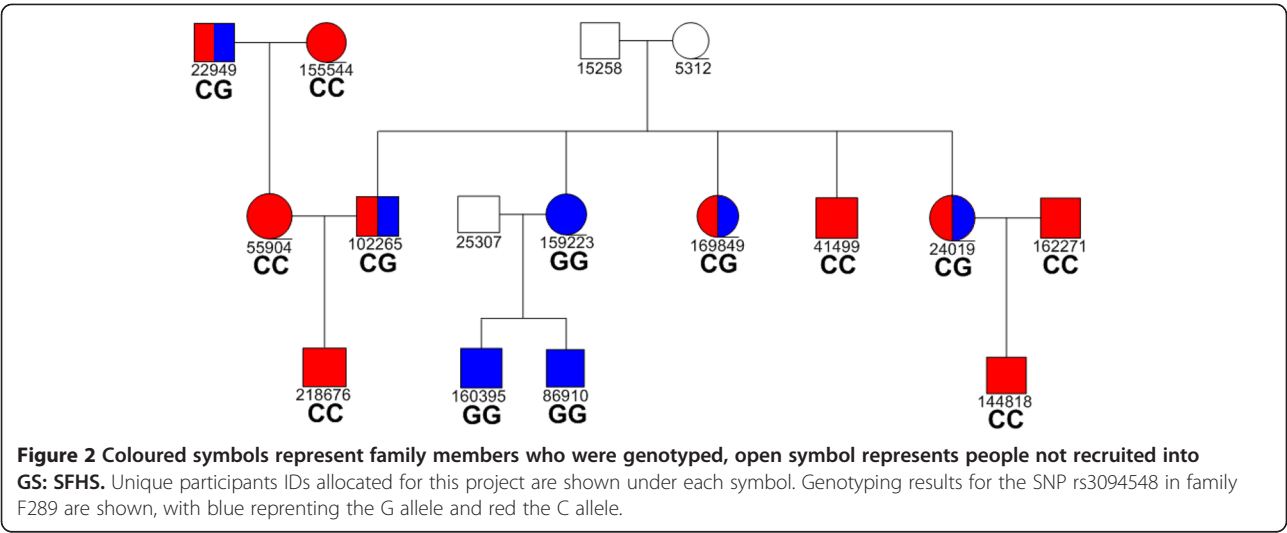 22949
CG
155544
CC
15258
5312
55904
CC
102265
CG
25307
159223
GG
169849
CG
41499
CC
24019
CG
162271
CC
218676
CC
160395
GG
86910
GG
144818
CC
Figure 2 Coloured symbols represent family members who were genotyped, open symbol represents people not recruited into
GS: SFHS. Unique participants IDs allocated for this project are shown under each symbol. Genotyping results for the SNP rs3094548 in family
F289 are shown, with blue reprenting the G allele and red the C allele.